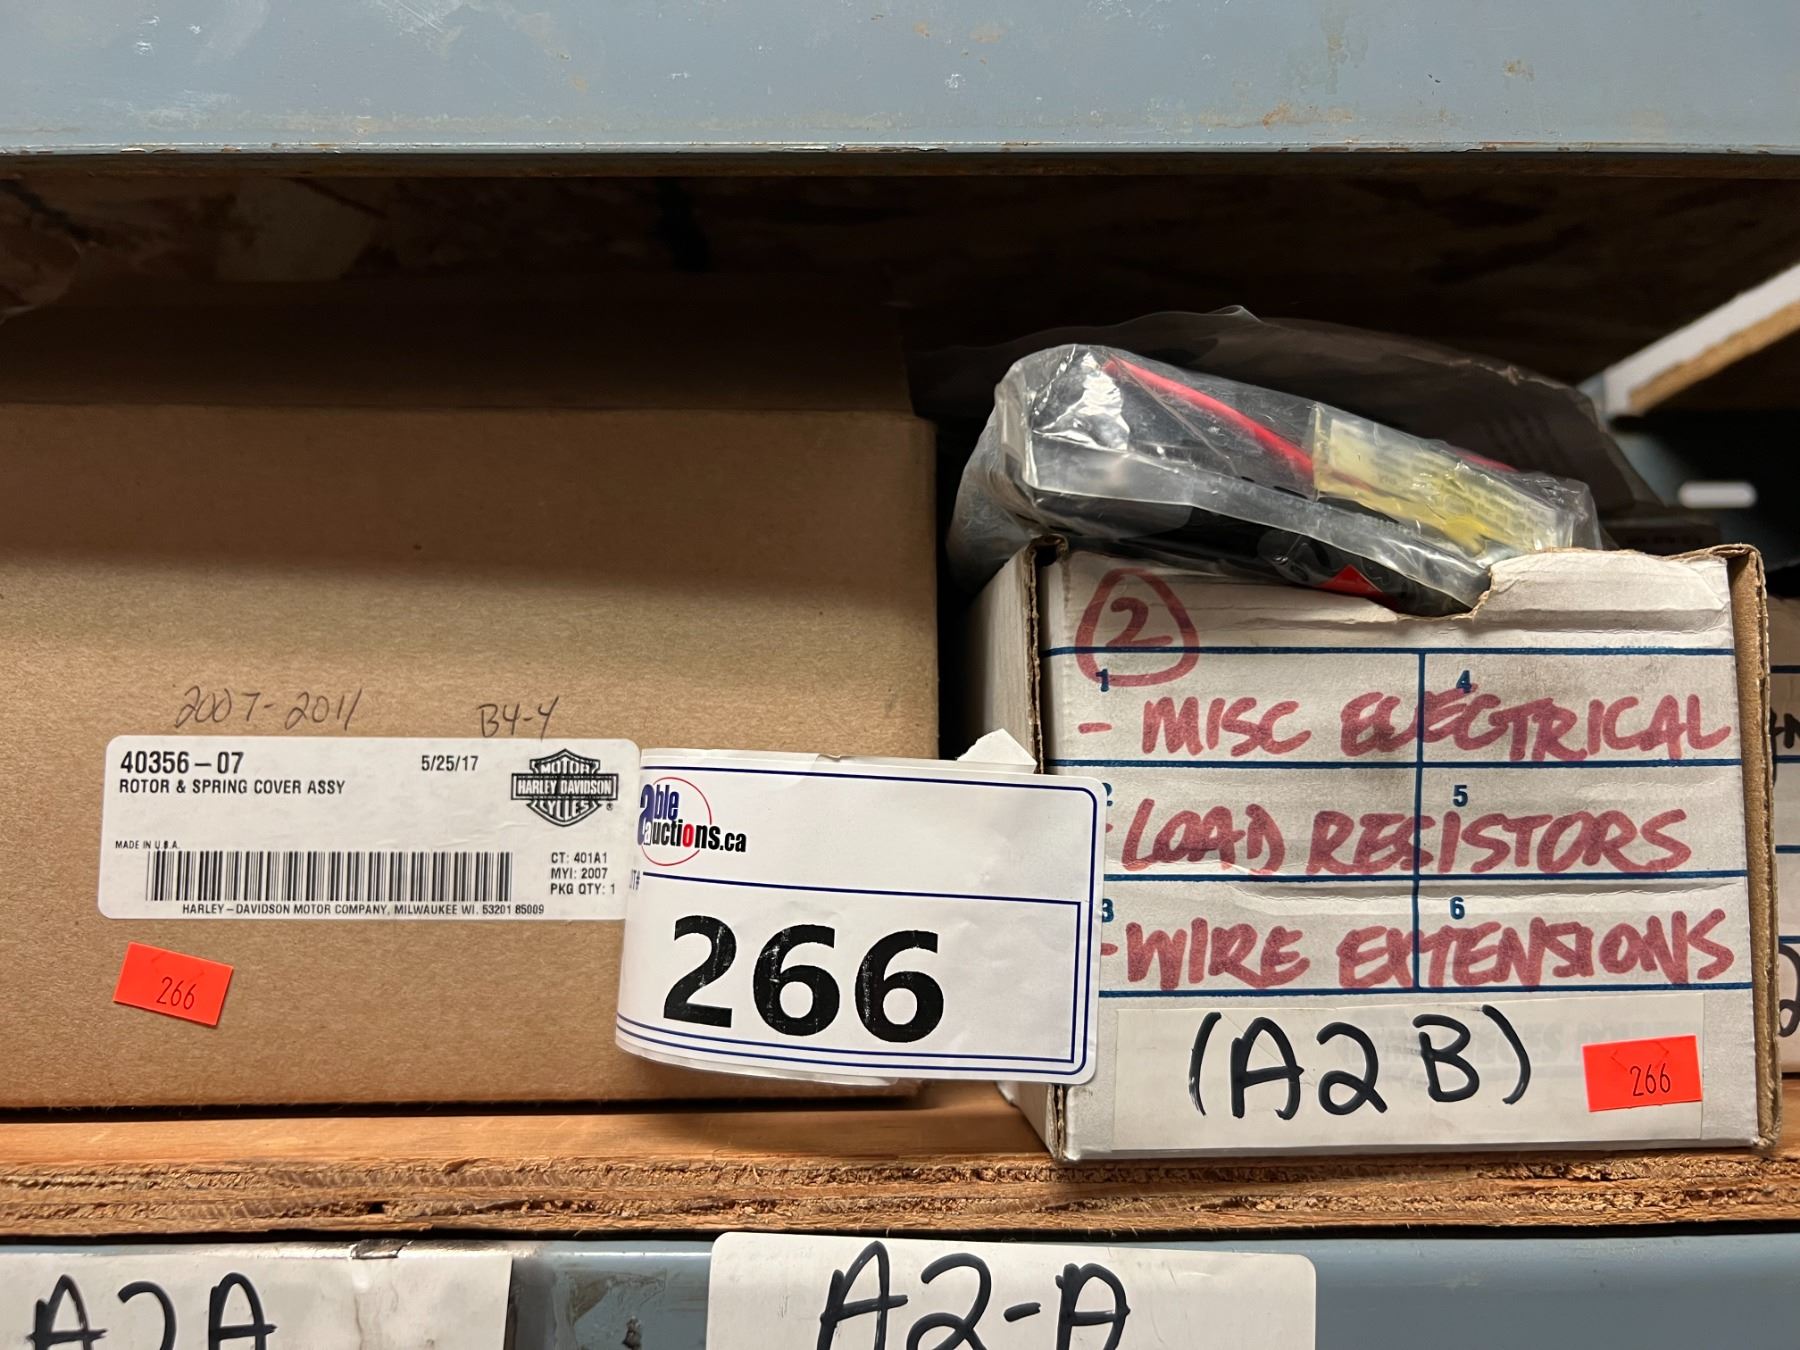 2007-2011 B4-4
40356-07 5/25/17
ROTOR & SPRING COVER ASSY
MOTOR
HARLEY-DAVIDSON
CYCLES
®
MADE IN U.S.A.
CT: 401A1
MYI: 2007
PKG QTY: 1
HARLEY-DAVIDSON MOTOR COMPANY, MILWAUKEE WI. 53201 85009
266
able
auctions.ca
266
2
1 4
- MISC ELECTRICAL
2 5
- LOAD RESISTORS
3 6
- WIRE EXTENSIONS
(A2B)
266
A2A
A2-A